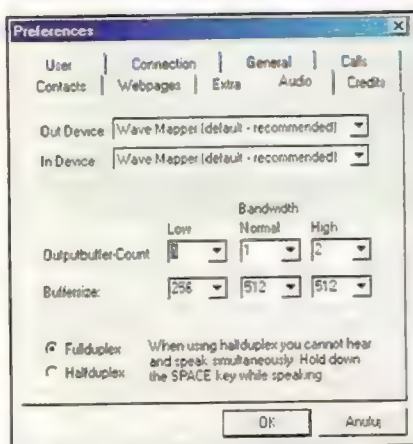 Preferences
User Connection General Calls
Contacts Webpages Extra Audio Credits
Out Device Wave Mapper (default - recommended)
In Device Wave Mapper (default - recommended)
Bandwidth
Low Normal High
Outputbuffer-Count 1 2
Buffersize: 256 512 512
Fullduplex
Halfduplex
When using halfduplex you cannot hear
and speak simultaneously. Hold down
the SPACE key while speaking
OK Anuluj